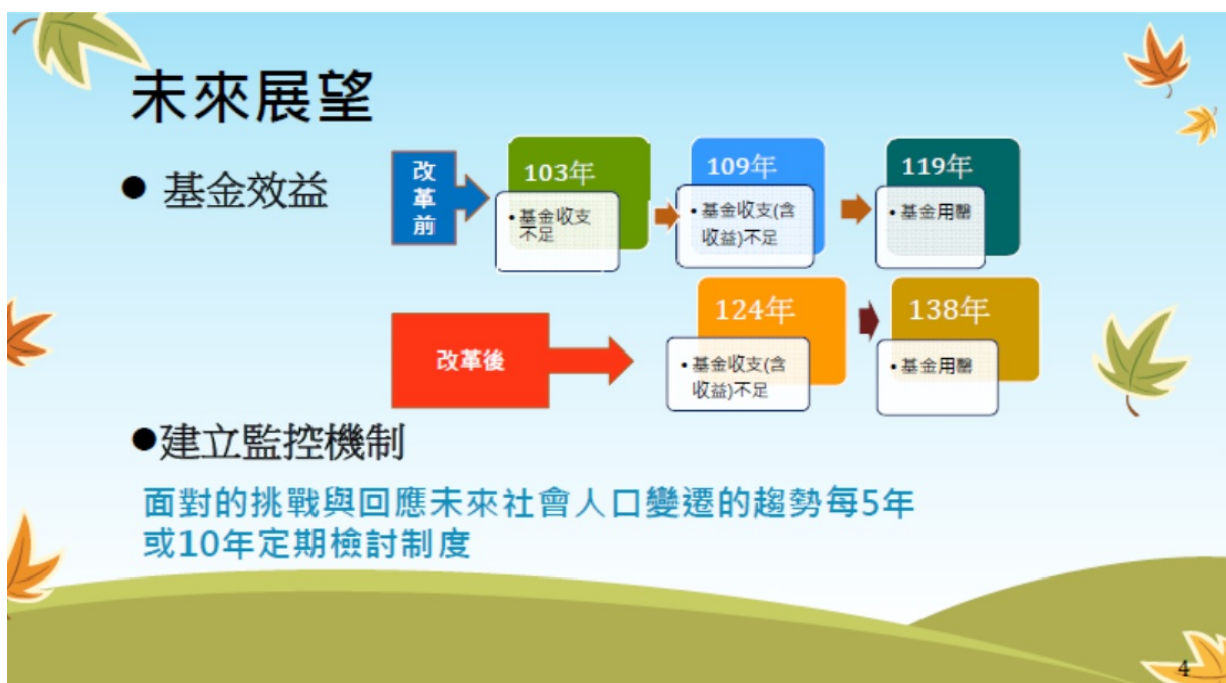 未來展望
● 基金效益
改
革
前
103年
• 基金收支
不足
109年
• 基金收支(含
收益)不足
119年
• 基金用罄
改革後
124年
• 基金收支(含
收益)不足
138年
• 基金用罄
●建立監控機制
面對的挑戰與回應未來社會人口變遷的趨勢每5年
或10年定期檢討制度
4